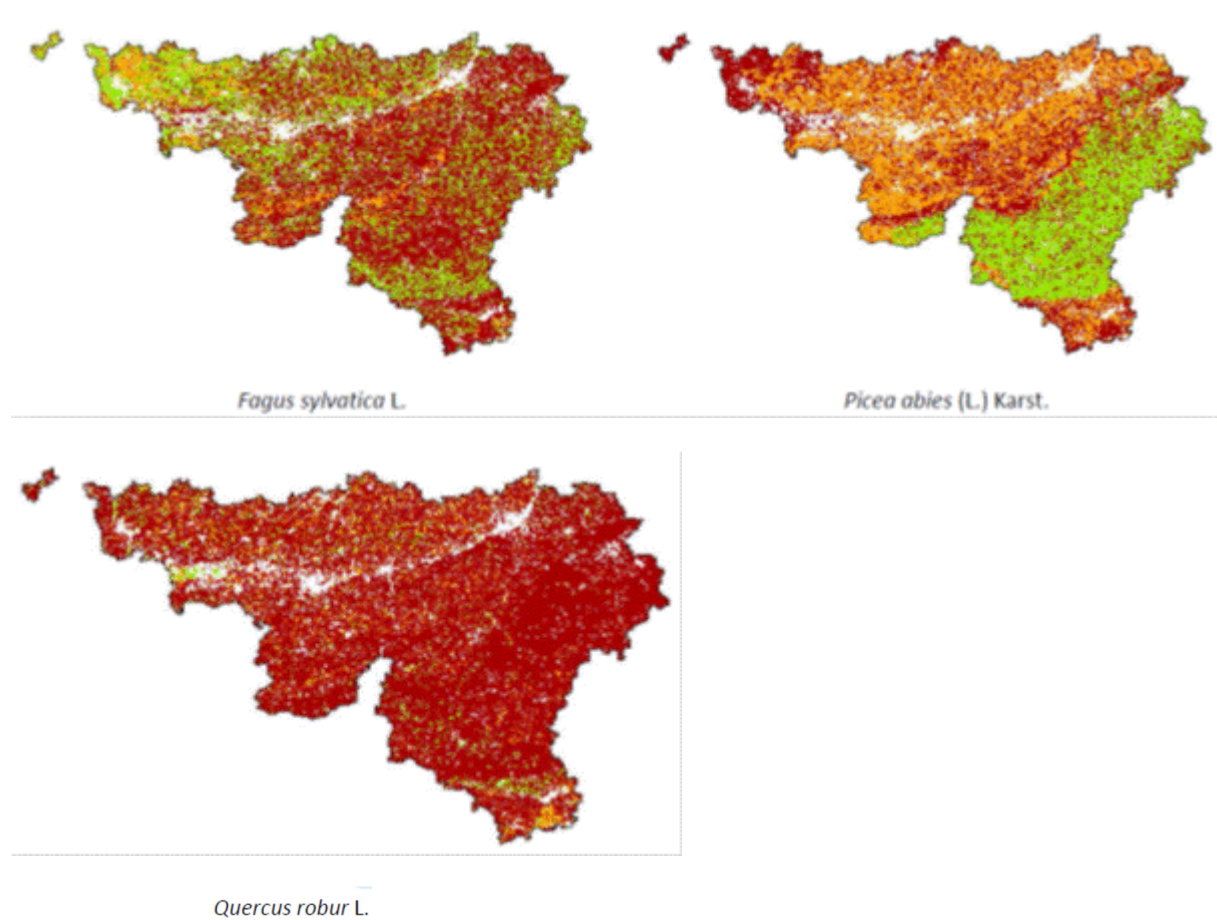 Fagus sylvatica L.
Picea abies (L.) Karst.
Quercus robur L.